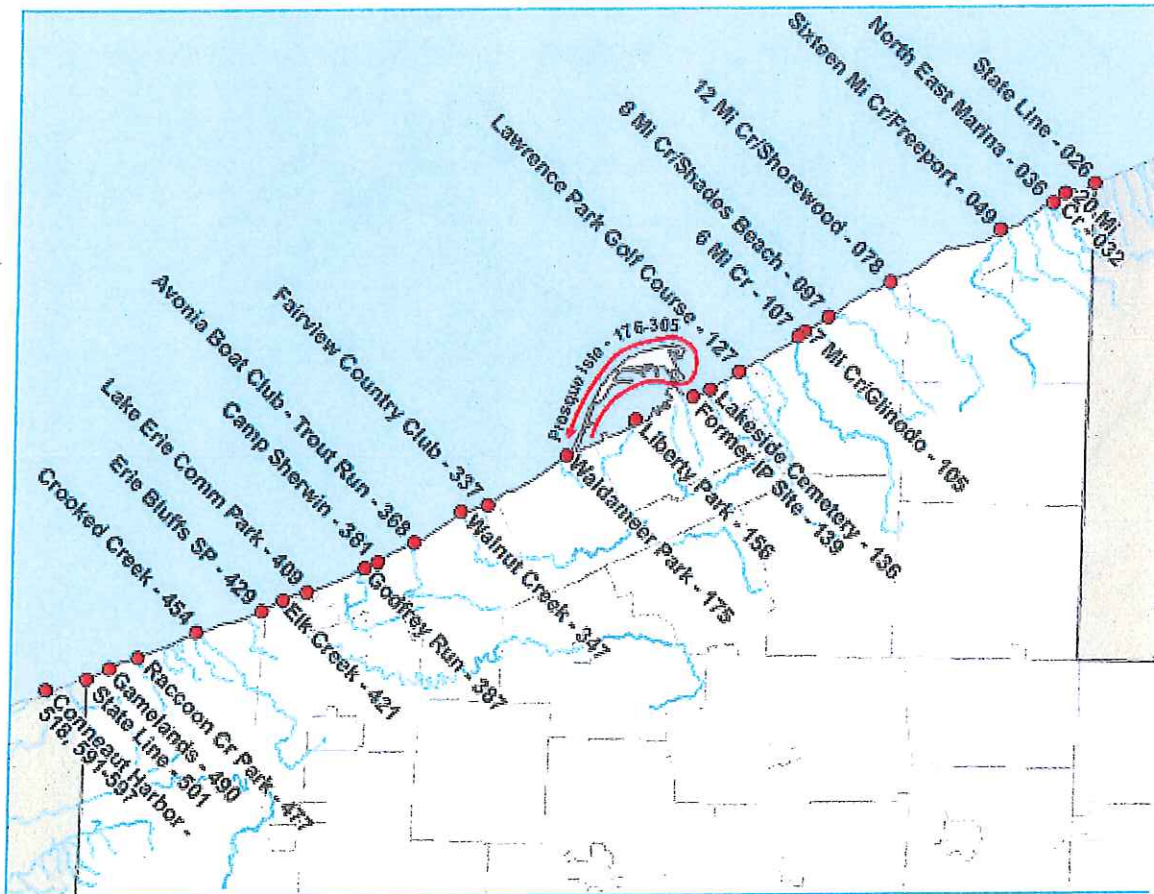 State Line - 026
North East Marina - 036
Sixteen Mi Cr/Freeport - 049
12 Mi Cr/Shorewood - 078
8 Mi Cr/Shades Beach - 097
6 Mi Cr - 107
Lawrence Park Golf Course - 127
Presque Isle - 176-305
Fairview Country Club - 337
Avonia Boat Club - Trout Run - 368
Camp Sherwin - 381
Lake Erie Comm Park - 409
Erie Bluffs SP - 429
Crooked Creek - 454
20 Mi
Cr - 032
7 Mi Cr/Glinodo - 105
Lakeside Cemetery - 136
Former IP Site - 139
Liberty Park - 156
Waldameer Park - 175
Walnut Creek - 347
Godfrey Run - 387
Elk Creek - 421
Raccoon Cr Park - 477
Gamelands - 490
State Line - 501
Conneaut Harbor -
518, 591-597